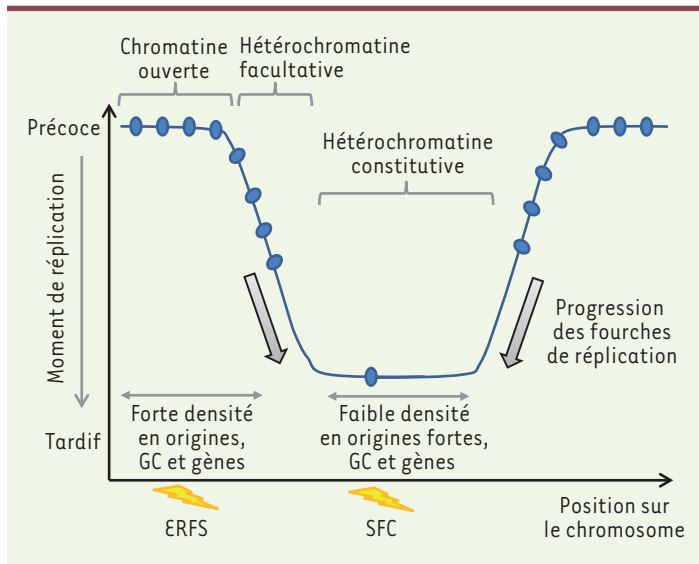 Chromatine
ouverte
Hétérochromatine
facultative
Précoce
Hétérochromatine
constitutive
Moment de réplication
Progression
des fourches
de réplication
Tardif
Forte densité
en origines,
GC et gènes
Faible densité
en origines fortes,
GC et gènes
Position sur
le chromosome
ERFS
SFC